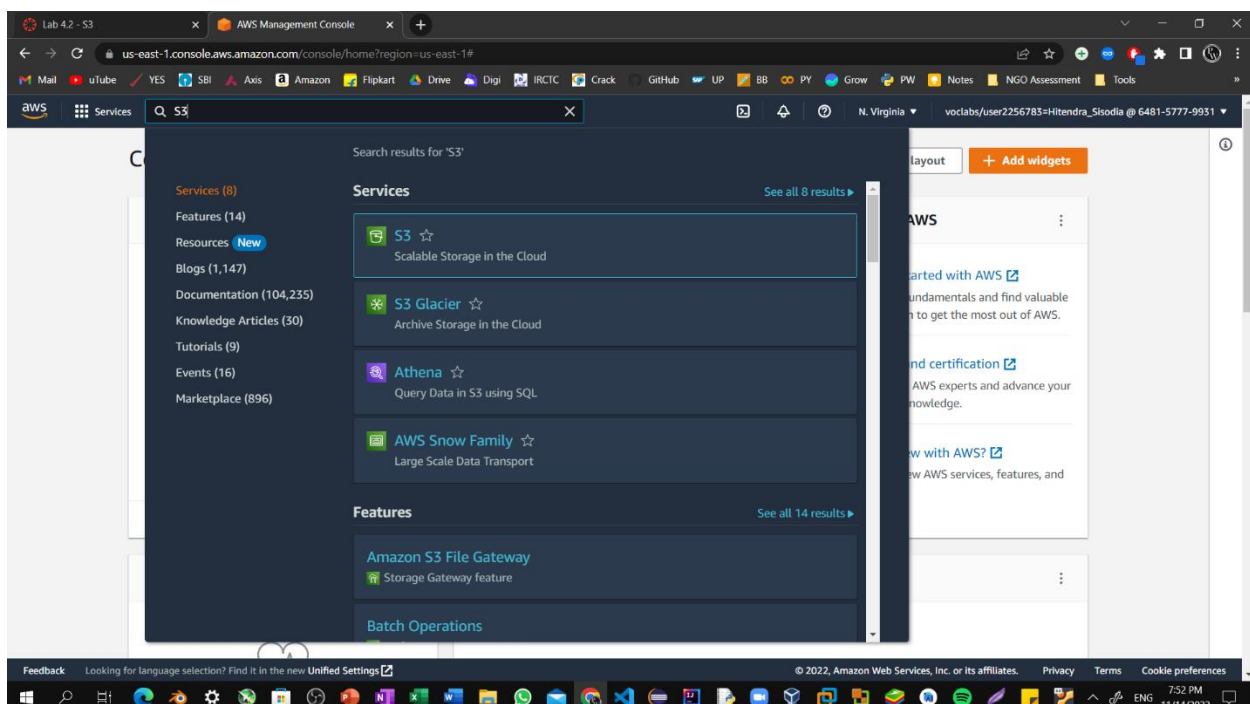 Lab 4.2 - S3
AWS Management Console
us-east-1.console.aws.amazon.com/console/home?region=us-east-1#
Mail uTube YES SBI Axis Amazon Flipkart Drive Digi IRCTC Crack GitHub UP BB PY Grow PW Notes NGO Assessment Tools »
aws Services S3 N. Virginia voclabs/user2256783=Hitendra_Sisodia @ 6481-5777-9931
C
layout + Add widgets
Search results for 'S3'
Services (8)
Features (14)
Resources New
Blogs (1,147)
Documentation (104,235)
Knowledge Articles (30)
Tutorials (9)
Events (16)
Marketplace (896)
Services See all 8 results
S3
Scalable Storage in the Cloud
S3 Glacier
Archive Storage in the Cloud
Athena
Query Data in S3 using SQL
AWS Snow Family
Large Scale Data Transport
Features See all 14 results
Amazon S3 File Gateway
Storage Gateway feature
Batch Operations
AWS
arted with AWS
undamentals and find valuable
n to get the most out of AWS.
nd certification
AWS experts and advance your
nowledge.
w with AWS?
ew AWS services, features, and
Feedback Looking for language selection? Find it in the new Unified Settings © 2022, Amazon Web Services, Inc. or its affiliates. Privacy Terms Cookie preferences
ENG 7:52 PM